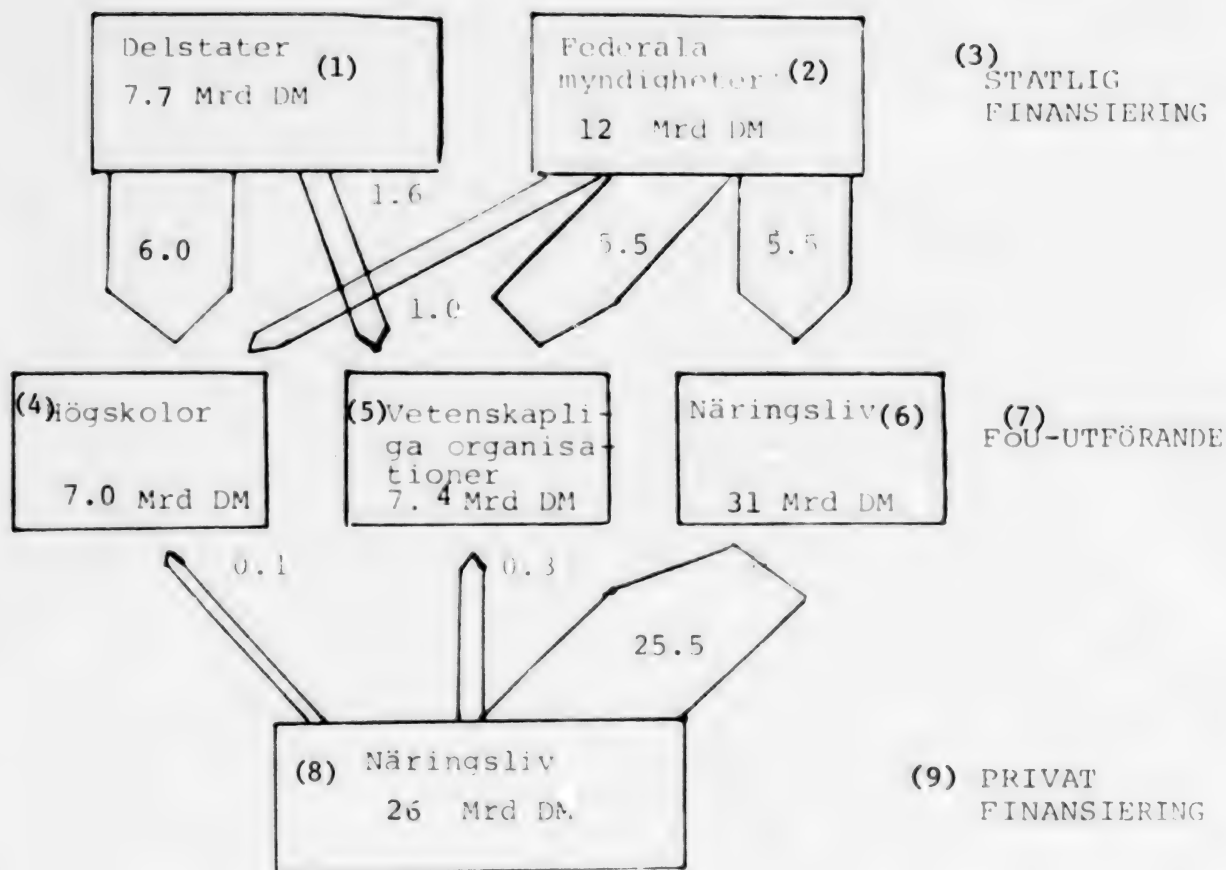 Delstater
(1)
7.7 Mrd DM
Federala
myndigheter (2)
12 Mrd DM
(3)
STATLIG
FINANSIERING
1.6
6.0
5.5
5.5
1.0
(4) Högskolor
7.0 Mrd DM
(5) Vetenskapli-
ga organisa-
tioner
7.4 Mrd DM
Näringsliv (6)
31 Mrd DM
(7)
FoU-UTFÖRANDE
0.1
0.3
25.5
(8) Näringsliv
26 Mrd DM
(9) PRIVAT
FINANSIERING